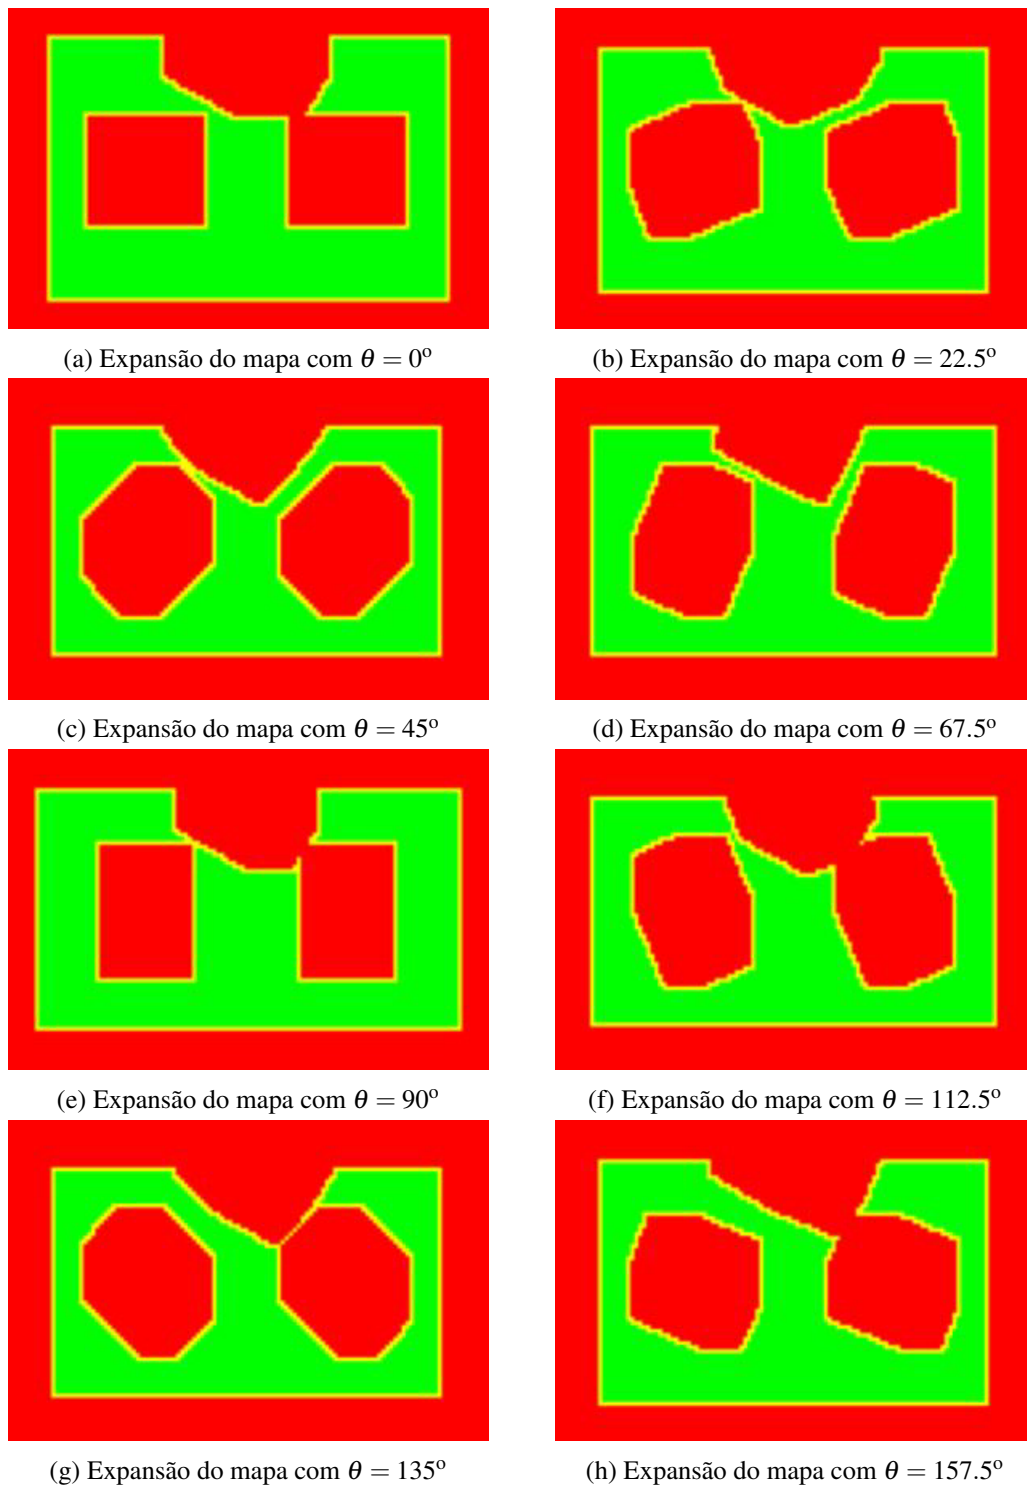 (a) Expansão do mapa com θ = 0º
(b) Expansão do mapa com θ = 22.5º
(c) Expansão do mapa com θ = 45º
(d) Expansão do mapa com θ = 67.5º
(e) Expansão do mapa com θ = 90º
(f) Expansão do mapa com θ = 112.5º
(g) Expansão do mapa com θ = 135º
(h) Expansão do mapa com θ = 157.5º